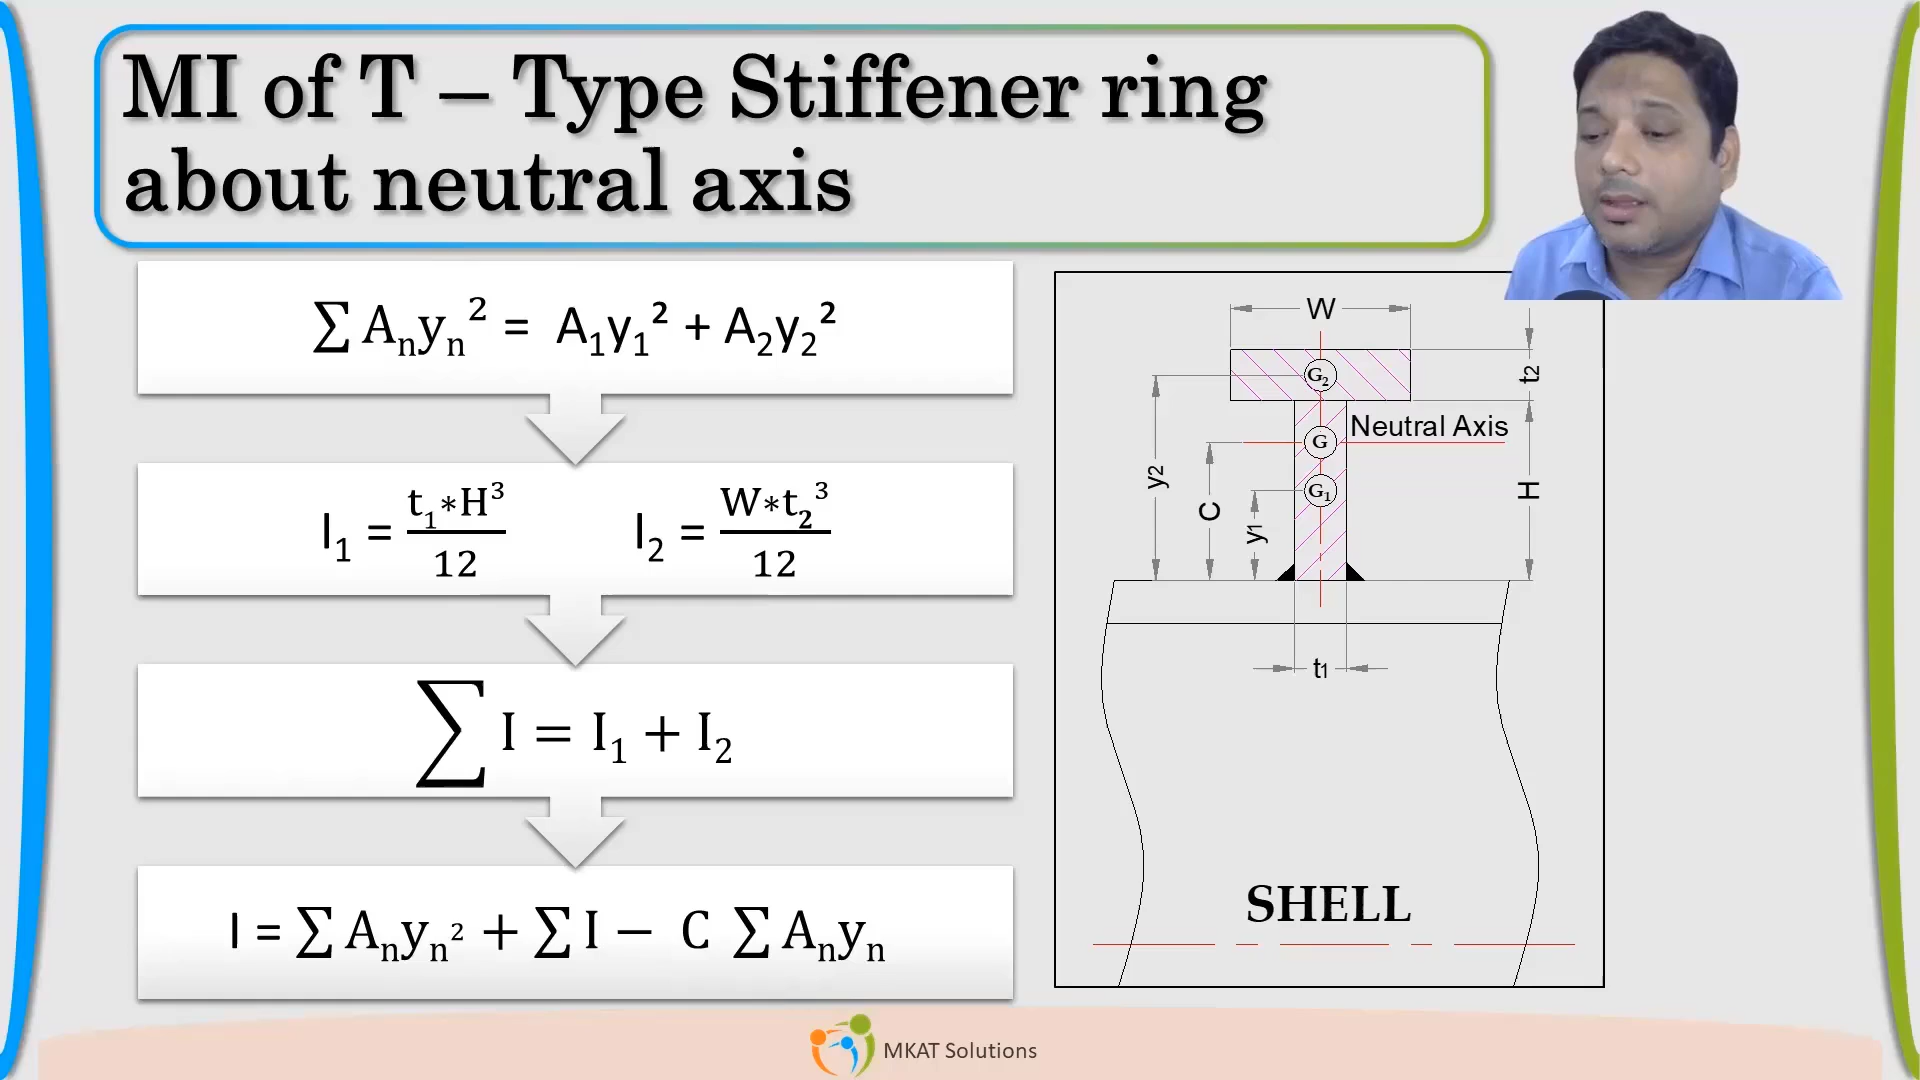 MI of T – Type Stiffener ring
about neutral axis
∑ Aₙyₙ² = A₁y₁² + A₂y₂²
I₁ = t₁*H³/12 I₂ = W*t₂³/12
∑ I = I₁ + I₂
I = ∑ Aₙyₙ² + ∑ I − C ∑ Aₙyₙ
W
t2
G₂
Neutral Axis
G
y2
C
G₁
y1
H
t1
SHELL
MKAT Solutions